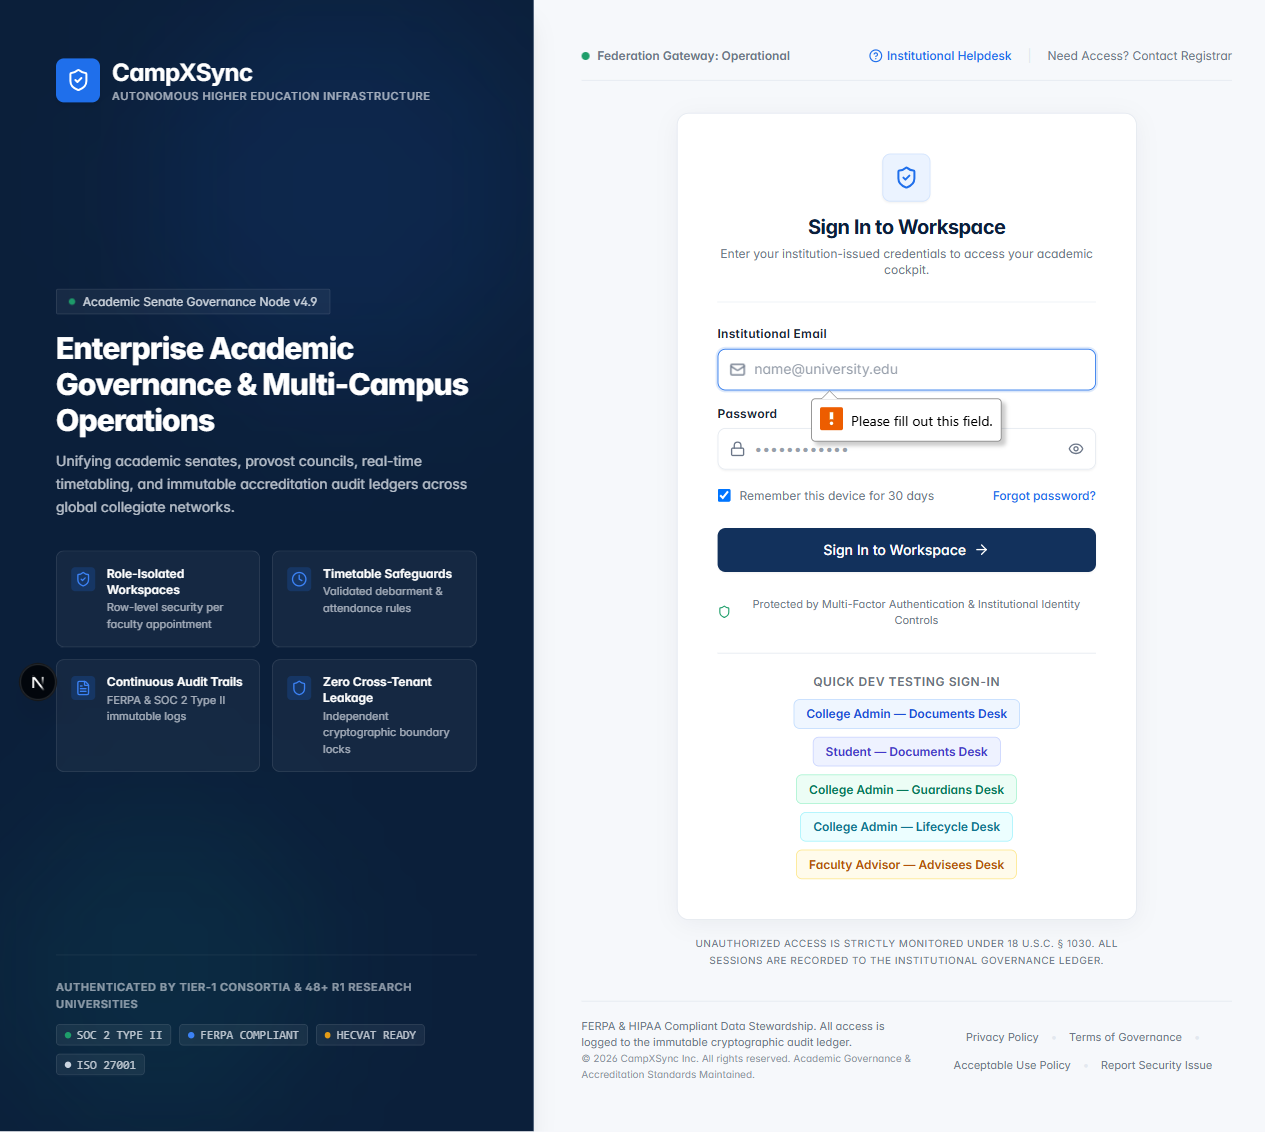 CampXSync
AUTONOMOUS HIGHER EDUCATION INFRASTRUCTURE
Academic Senate Governance Node v4.9
Enterprise Academic
Governance & Multi-Campus
Operations
Unifying academic senates, provost councils, real-time
timetabling, and immutable accreditation audit ledgers across
global collegiate networks.
Role-Isolated
Workspaces
Row-level security per
faculty appointment
Timetable Safeguards
Validated debarment &
attendance rules
N
Continuous Audit Trails
FERPA & SOC 2 Type II
immutable logs
Zero Cross-Tenant
Leakage
Independent
cryptographic boundary
locks
AUTHENTICATED BY TIER-1 CONSORTIA & 48+ R1 RESEARCH
UNIVERSITIES
SOC 2 TYPE II
FERPA COMPLIANT
HECVAT READY
ISO 27001
Federation Gateway: Operational
Institutional Helpdesk
Need Access? Contact Registrar
Sign In to Workspace
Enter your institution-issued credentials to access your academic
cockpit.
Institutional Email
name@university.edu
Please fill out this field.
Password
••••••••••••
Remember this device for 30 days
Forgot password?
Sign In to Workspace →
Protected by Multi-Factor Authentication & Institutional Identity
Controls
QUICK DEV TESTING SIGN-IN
College Admin — Documents Desk
Student — Documents Desk
College Admin — Guardians Desk
College Admin — Lifecycle Desk
Faculty Advisor — Advisees Desk
UNAUTHORIZED ACCESS IS STRICTLY MONITORED UNDER 18 U.S.C. § 1030. ALL
SESSIONS ARE RECORDED TO THE INSTITUTIONAL GOVERNANCE LEDGER.
FERPA & HIPAA Compliant Data Stewardship. All access is
logged to the immutable cryptographic audit ledger.
© 2026 CampXSync Inc. All rights reserved. Academic Governance &
Accreditation Standards Maintained.
Privacy Policy • Terms of Governance •
Acceptable Use Policy • Report Security Issue